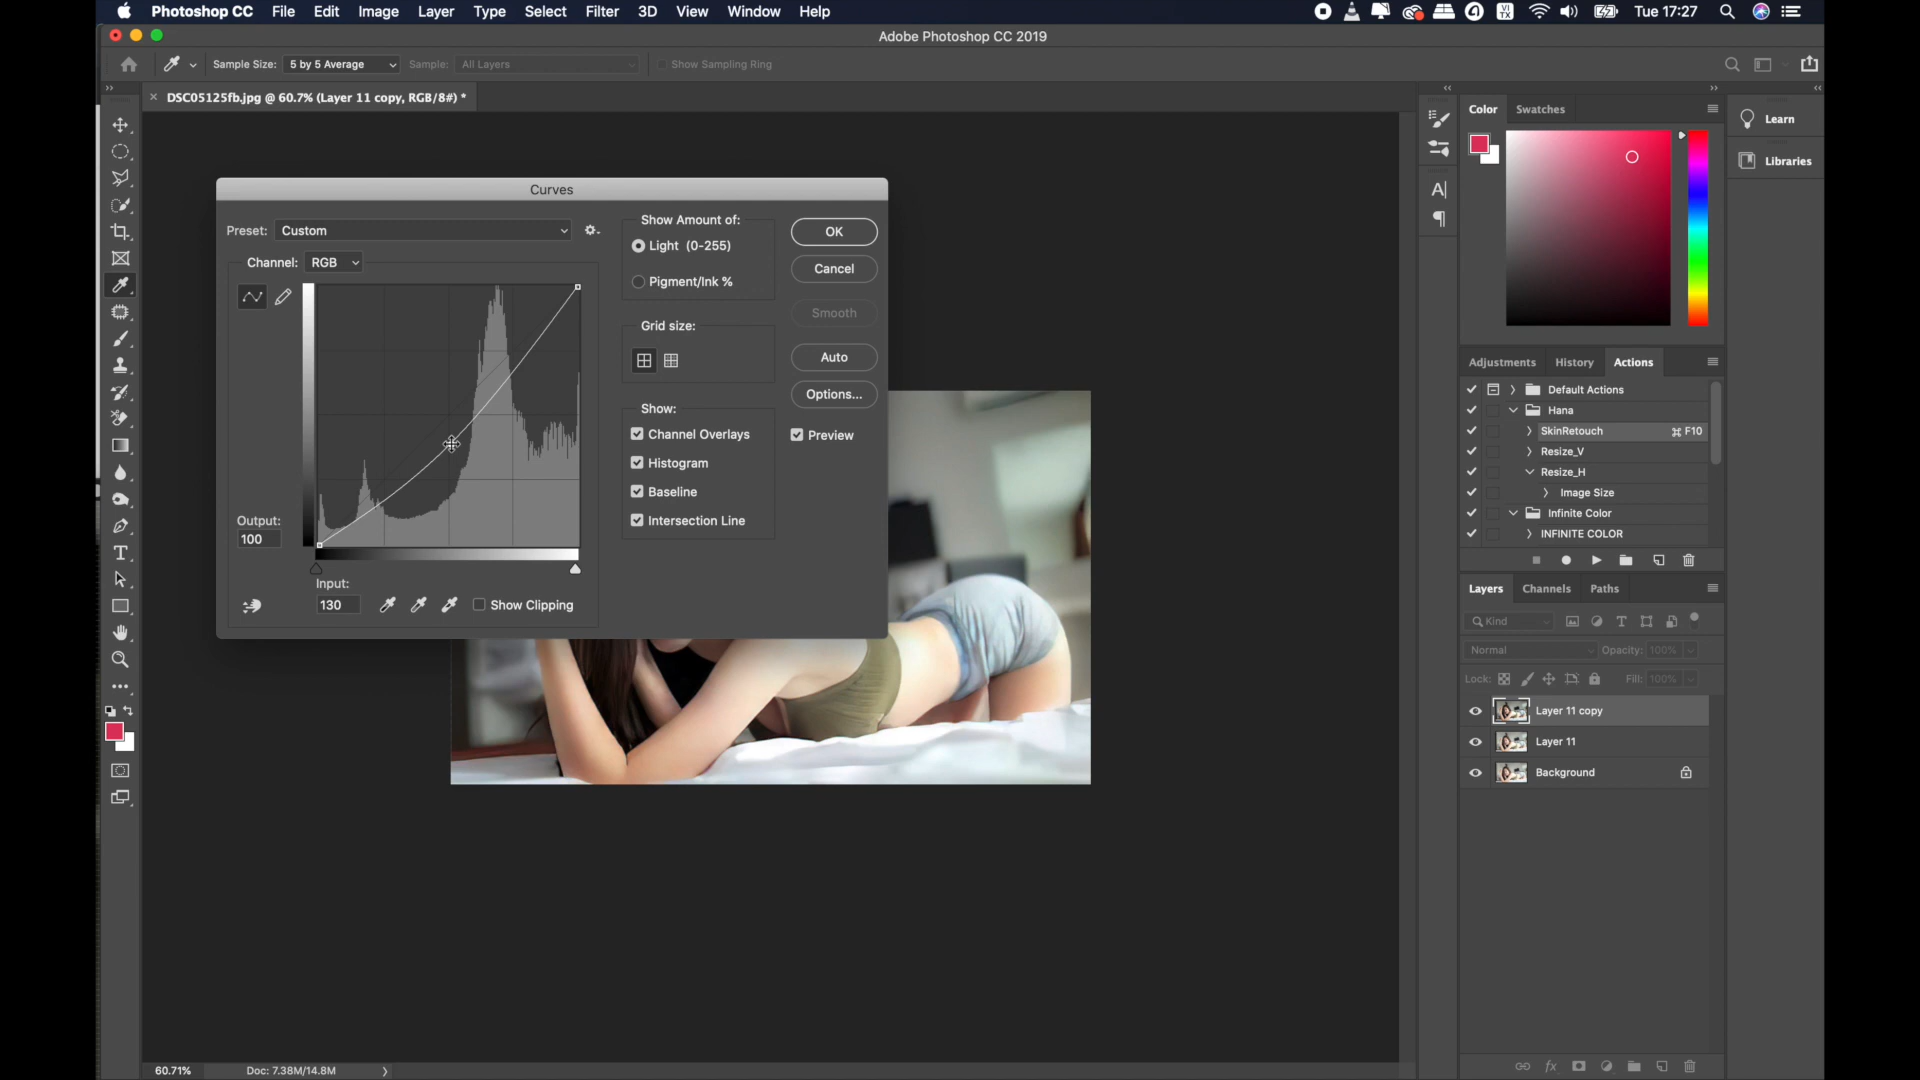 Photoshop CC File Edit Image Layer Type Select Filter 3D View Window Help VI TX Tue 17:27
Adobe Photoshop CC 2019
Sample Size: 5 by 5 Average Sample: All Layers Show Sampling Ring
DSC05125fb.jpg @ 60.7% (Layer 11 copy, RGB/8#) *
Curves
Preset: Custom
Channel: RGB
Output:
100
Input:
130
Show Clipping
Show Amount of:
Light (0-255)
Pigment/Ink %
Grid size:
Show:
Channel Overlays
Histogram
Baseline
Intersection Line
OK
Cancel
Smooth
Auto
Options...
Preview
Color Swatches
Learn
Libraries
Adjustments History Actions
Default Actions
Hana
SkinRetouch ⌘ F10
Resize_V
Resize_H
Image Size
Infinite Color
INFINITE COLOR
Layers Channels Paths
Kind
Normal Opacity: 100%
Lock: Fill: 100%
Layer 11 copy
Layer 11
Background
60.71% Doc: 7.38M/14.8M